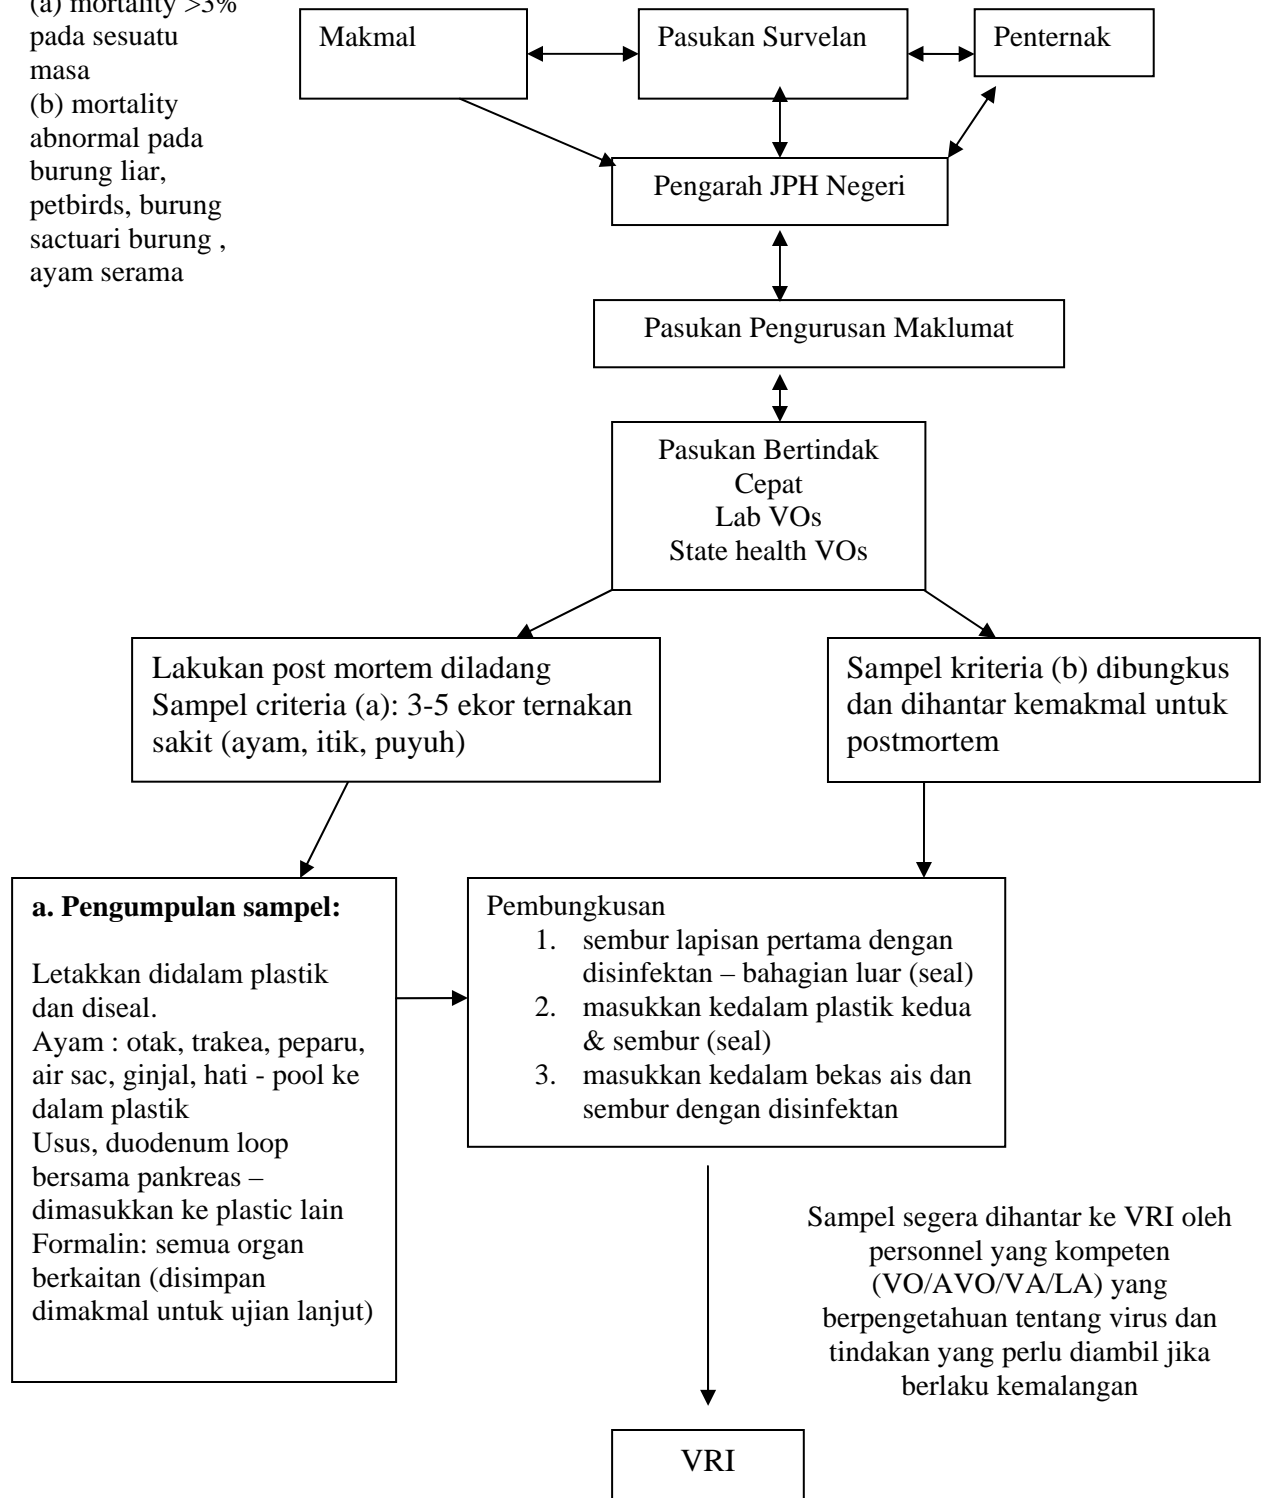 (a) mortality >3%
pada sesuatu
masa
(b) mortality
abnormal pada
burung liar,
petbirds, burung
sactuari burung ,
ayam serama
Makmal
Pasukan Survelan
Penternak
Pengarah JPH Negeri
Pasukan Pengurusan Maklumat
Pasukan Bertindak
Cepat
Lab VOs
State health VOs
Lakukan post mortem diladang
Sampel criteria (a): 3-5 ekor ternakan
sakit (ayam, itik, puyuh)
Sampel kriteria (b) dibungkus
dan dihantar kemakmal untuk
postmortem
a. Pengumpulan sampel:
Letakkan didalam plastik
dan diseal.
Ayam : otak, trakea, peparu,
air sac, ginjal, hati - pool ke
dalam plastik
Usus, duodenum loop
bersama pankreas –
dimasukkan ke plastic lain
Formalin: semua organ
berkaitan (disimpan
dimakmal untuk ujian lanjut)
Pembungkusan
1. sembur lapisan pertama dengan
disinfektan – bahagian luar (seal)
2. masukkan kedalam plastik kedua
& sembur (seal)
3. masukkan kedalam bekas ais dan
sembur dengan disinfektan
Sampel segera dihantar ke VRI oleh
personnel yang kompeten
(VO/AVO/VA/LA) yang
berpengetahuan tentang virus dan
tindakan yang perlu diambil jika
berlaku kemalangan
VRI